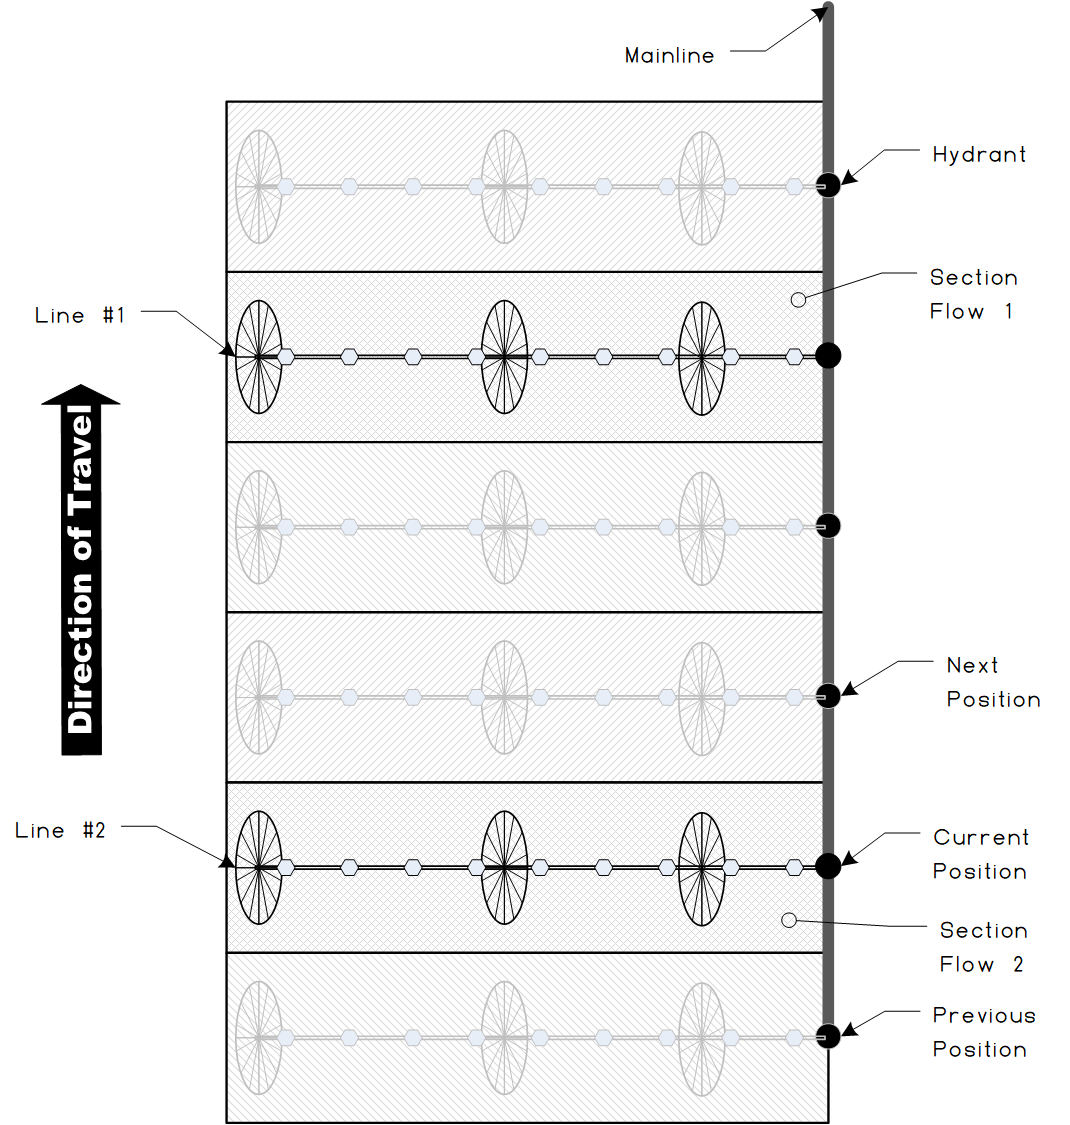 Mainline
Hydrant
Section
Flow 1
Line #1
Direction of Travel
Next
Position
Line #2
Current
Position
Section
Flow 2
Previous
Position